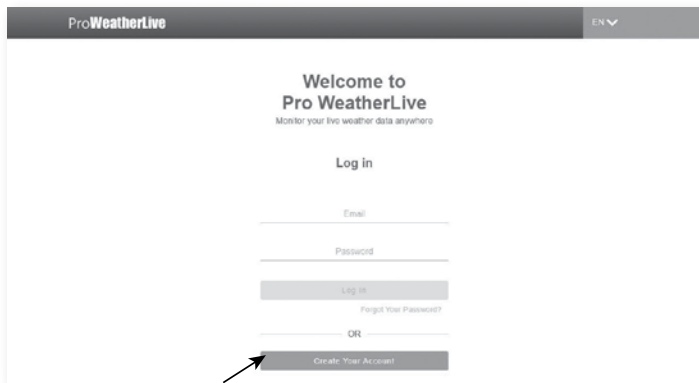 ProWeatherLive
EN
Welcome to
Pro WeatherLive
Monitor your live weather data anywhere
Log in
Email
Password
Log in
Forgot Your Password?
OR
Create Your Account